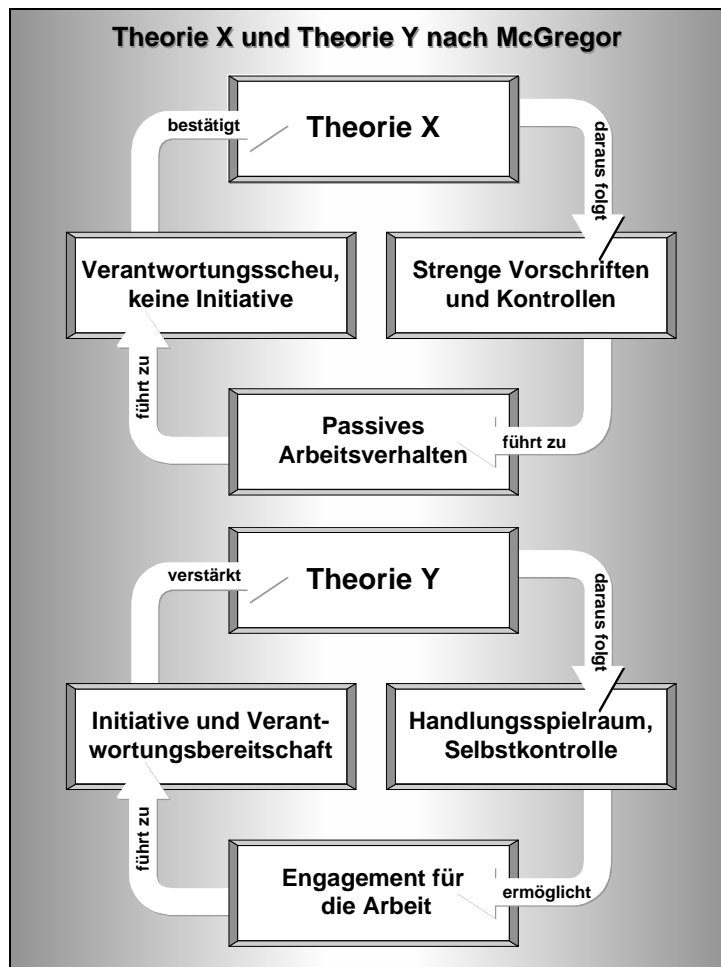 Theorie X und Theorie Y nach McGregor
Theorie X
bestätigt
daraus folgt
Verantwortungsscheu,
keine Initiative
Strenge Vorschriften
und Kontrollen
führt zu
Passives
Arbeitsverhalten
führt zu
Theorie Y
verstärkt
daraus folgt
Initiative und Verant-
wortungsbereitschaft
Handlungsspielraum,
Selbstkontrolle
führt zu
Engagement für
die Arbeit
ermöglicht